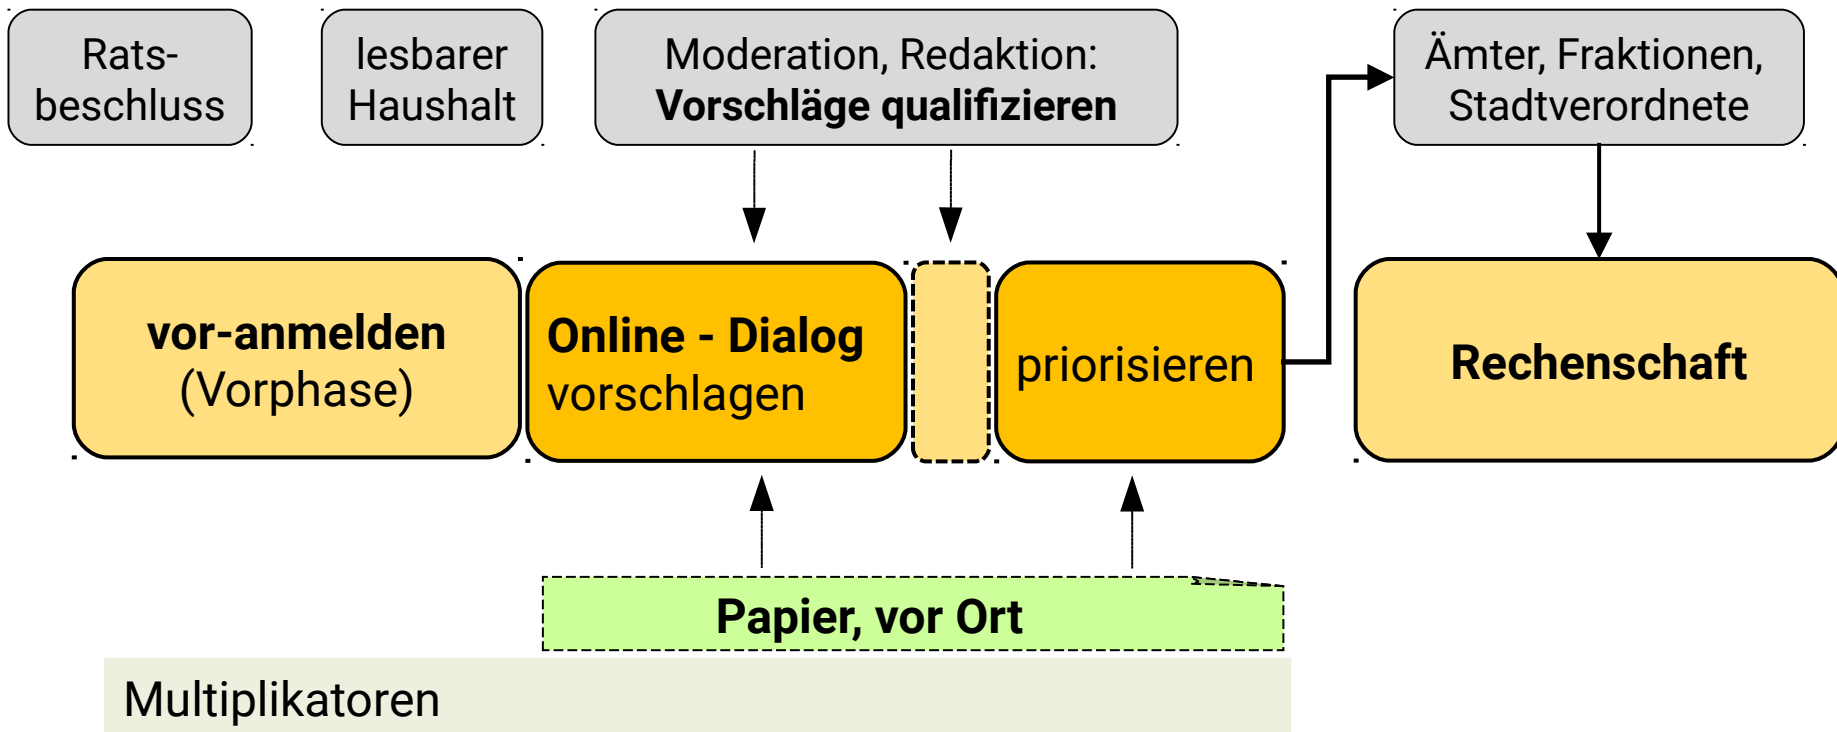 Rats-
beschluss
lesbarer
Haushalt
Moderation, Redaktion:
Vorschläge qualifizieren
Ämter, Fraktionen,
Stadtverordnete
vor-anmelden
(Vorphase)
Online - Dialog
vorschlagen
priorisieren
Rechenschaft
Papier, vor Ort
Multiplikatoren